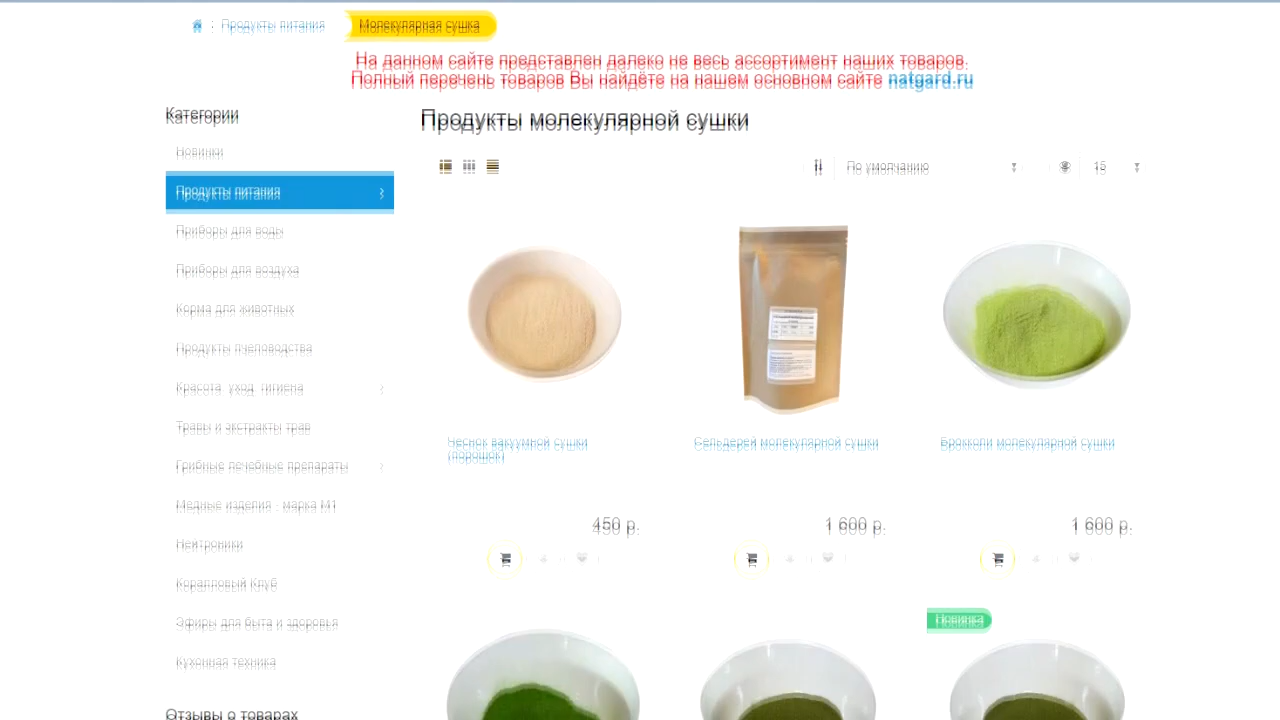 Продукты питания
Молекулярная сушка
На данном сайте представлен далеко не весь ассортимент наших товаров.
Полный перечень товаров Вы найдёте на нашем основном сайте natgard.ru
Категории
Новинки
Продукты питания
Приборы для воды
Приборы для воздуха
Корма для животных
Продукты пчеловодства
Красота, уход, гигиена
Травы и экстракты трав
Грибные лечебные препараты
Медные изделия - марка М1
Нейтроники
Коралловый Клуб
Эфиры для быта и здоровья
Кухонная техника
Отзывы о товарах
Продукты молекулярной сушки
По умолчанию
15
Чеснок вакуумной сушки
(порошок)
Сельдерей молекулярной сушки
Брокколи молекулярной сушки
450 р.
1 600 р.
1 600 р.
Новинка